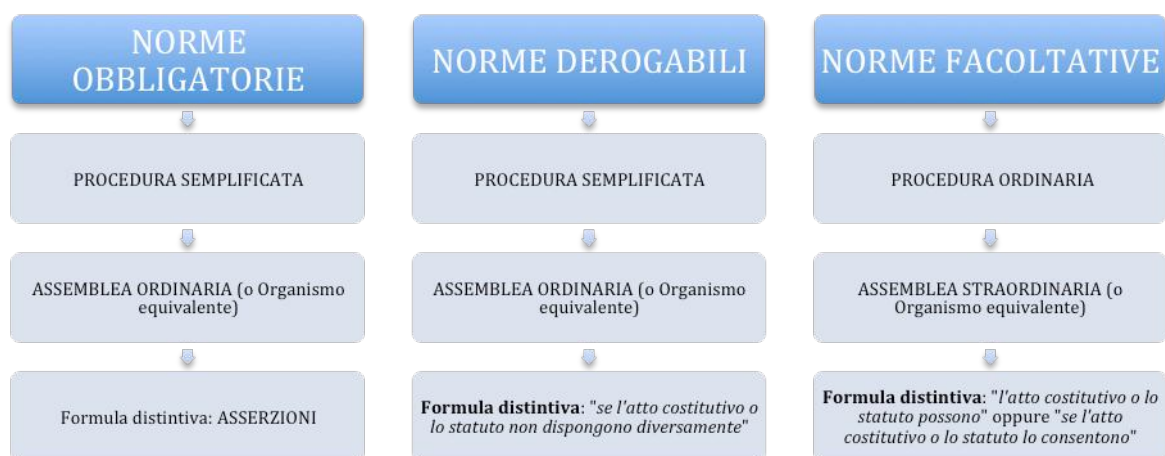 NORME
OBBLIGATORIE
PROCEDURA SEMPLIFICATA
ASSEMBLEA ORDINARIA (o Organismo
equivalente)
Formula distintiva: ASSERZIONI
NORME DEROGABILI
PROCEDURA SEMPLIFICATA
ASSEMBLEA ORDINARIA (o Organismo
equivalente)
Formula distintiva: "se l'atto costitutivo o
lo statuto non dispongono diversamente"
NORME FACOLTATIVE
PROCEDURA ORDINARIA
ASSEMBLEA STRAORDINARIA (o
Organismo equivalente)
Formula distintiva: "l'atto costitutivo o lo
statuto possono" oppure "se l'atto
costitutivo o lo statuto lo consentono"